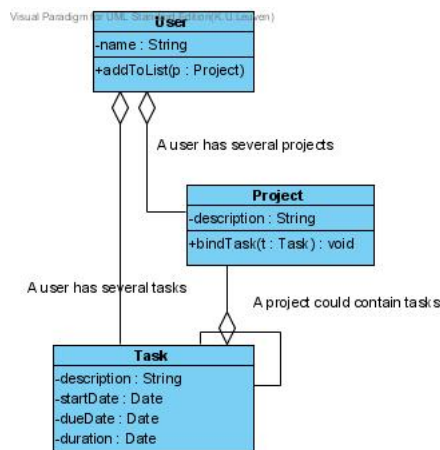 Visual Paradigm for UML Standard Edition(K.U.Leuven)
User
-name : String
+addToList(p : Project)
A user has several projects
Project
-description : String
+bindTask(t : Task) : void
A user has several tasks
A project could contain tasks
Task
-description : String
-startDate : Date
-dueDate : Date
-duration : Date